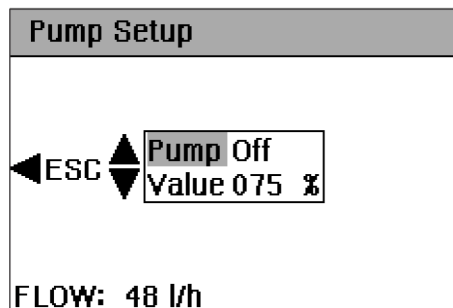 Pump Setup
ESC
Pump Off
Value 075 %
FLOW: 48 l/h